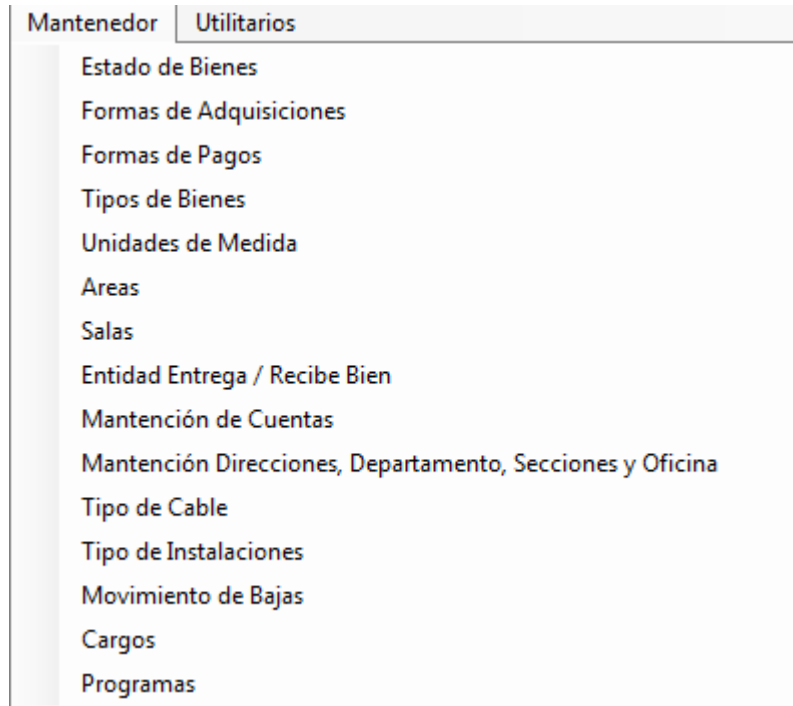 Mantenedor Utilitarios
Estado de Bienes
Formas de Adquisiciones
Formas de Pagos
Tipos de Bienes
Unidades de Medida
Areas
Salas
Entidad Entrega / Recibe Bien
Mantención de Cuentas
Mantención Direcciones, Departamento, Secciones y Oficina
Tipo de Cable
Tipo de Instalaciones
Movimiento de Bajas
Cargos
Programas